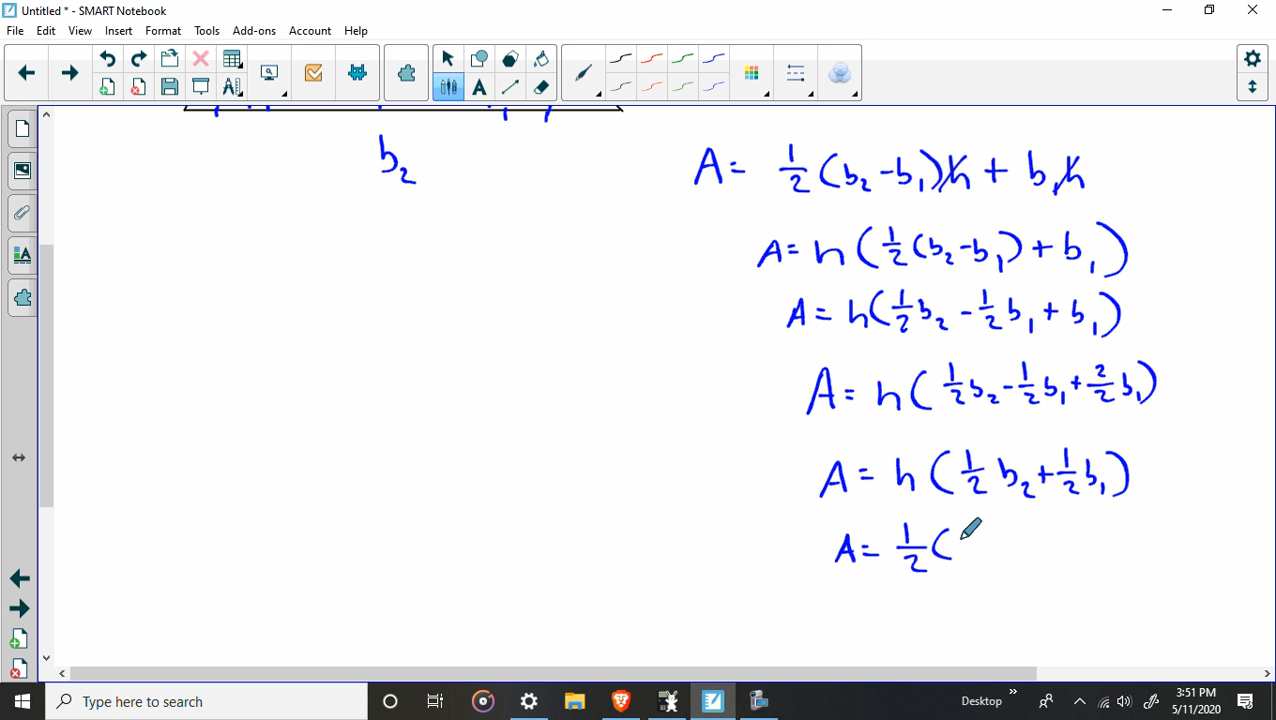 Untitled * - SMART Notebook
File Edit View Insert Format Tools Routines Add-ons Account Help
b₂
A = 1/2 (b₂ - b₁)h + b₁h
A = h(1/2 (b₂ - b₁) + b₁)
A = h(1/2 b₂ - 1/2 b₁ + b₁)
A = h(1/2 b₂ - 1/2 b₁ + 2/2 b₁)
A = h(1/2 b₂ + 1/2 b₁)
A = 1/2 (
Type here to search
Desktop
3:51 PM
5/11/2020